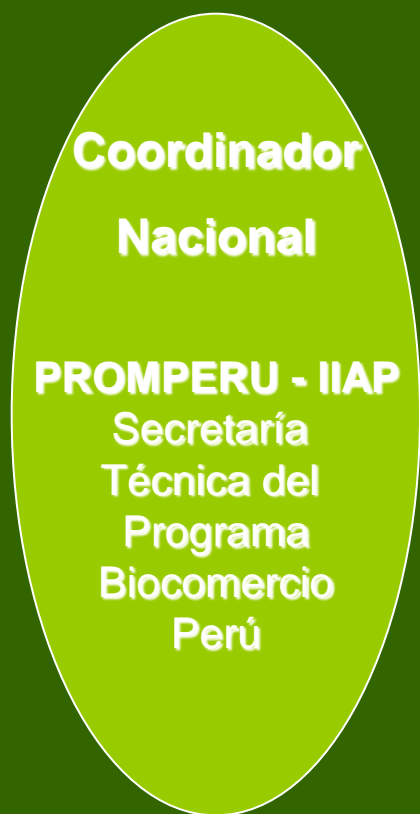 Coordinador
Nacional
PROMPERU - IIAP
Secretaría
Técnica del
Programa
Biocomercio
Perú